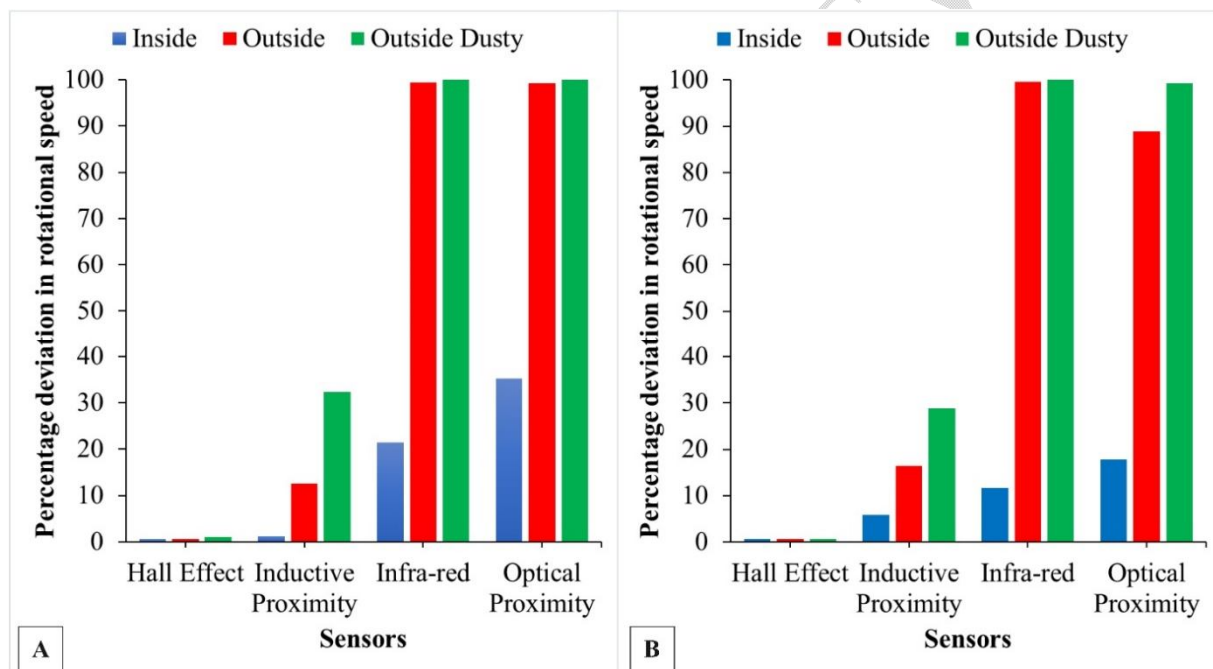 Inside Outside Outside Dusty
Percentage deviation in rotational speed
100
90
80
70
60
50
40
30
20
10
0
Hall Effect Inductive Proximity Infra-red Optical Proximity
Sensors
A
Inside Outside Outside Dusty
Percentage deviation in rotational speed
100
90
80
70
60
50
40
30
20
10
0
Hall Effect Inductive Proximity Infra-red Optical Proximity
Sensors
B